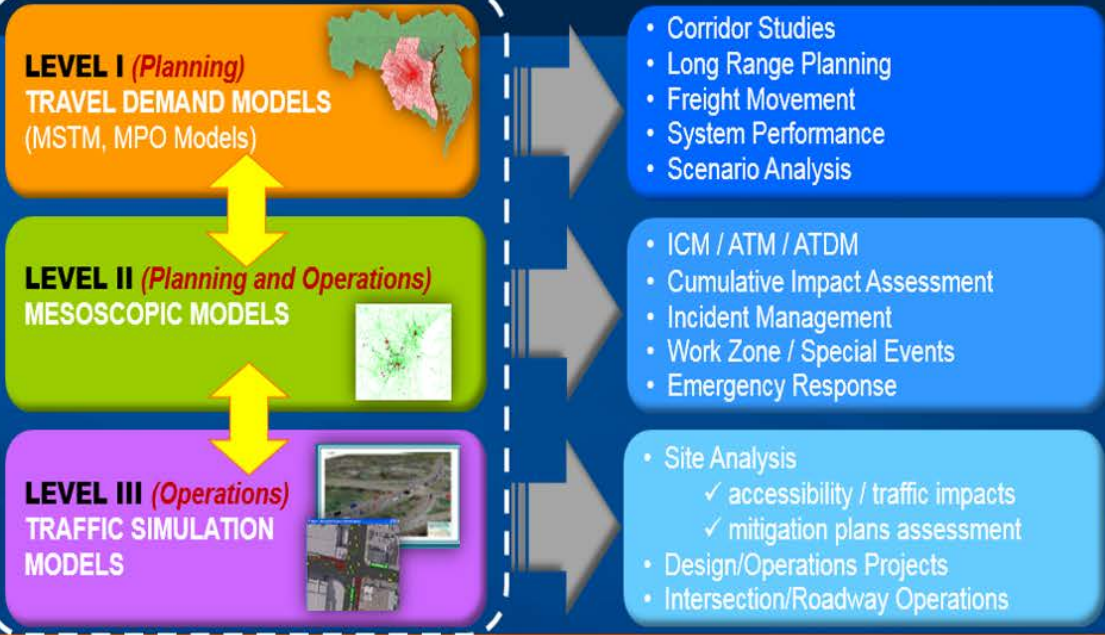 LEVEL I (Planning)
TRAVEL DEMAND MODELS
(MSTM, MPO Models)
• Corridor Studies
• Long Range Planning
• Freight Movement
• System Performance
• Scenario Analysis
LEVEL II (Planning and Operations)
MESOSCOPIC MODELS
• ICM / ATM / ATDM
• Cumulative Impact Assessment
• Incident Management
• Work Zone / Special Events
• Emergency Response
LEVEL III (Operations)
TRAFFIC SIMULATION
MODELS
• Site Analysis
✓ accessibility / traffic impacts
✓ mitigation plans assessment
• Design/Operations Projects
• Intersection/Roadway Operations